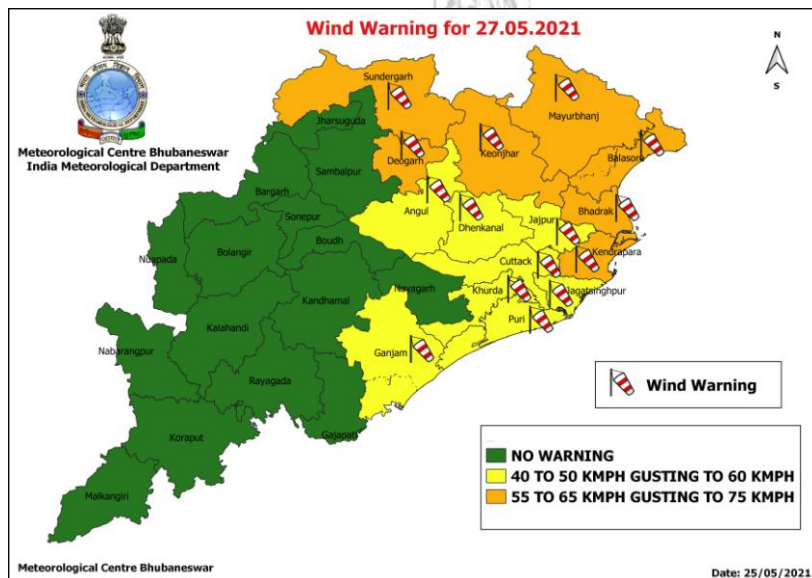 Wind Warning for 27.05.2021
N
S
Meteorological Centre Bhubaneswar
India Meteorological Department
Sundergarh
Mayurbhanj
Jharsuguda
Keonjhar
Deogarh
Balasore
Sambalpur
Bargarh
Angul
Dhenkanal
Jajpur
Bhadrak
Sonepur
Boudh
Kendrapara
Nuapada
Bolangir
Cuttack
Nayagarh
Khurda
Jagatsinghpur
Kandhamal
Puri
Kalahandi
Nabarangpur
Ganjam
Rayagada
Wind Warning
Koraput
Gajapati
NO WARNING
40 TO 50 KMPH GUSTING TO 60 KMPH
55 TO 65 KMPH GUSTING TO 75 KMPH
Malkangiri
Meteorological Centre Bhubaneswar
Date: 25/05/2021